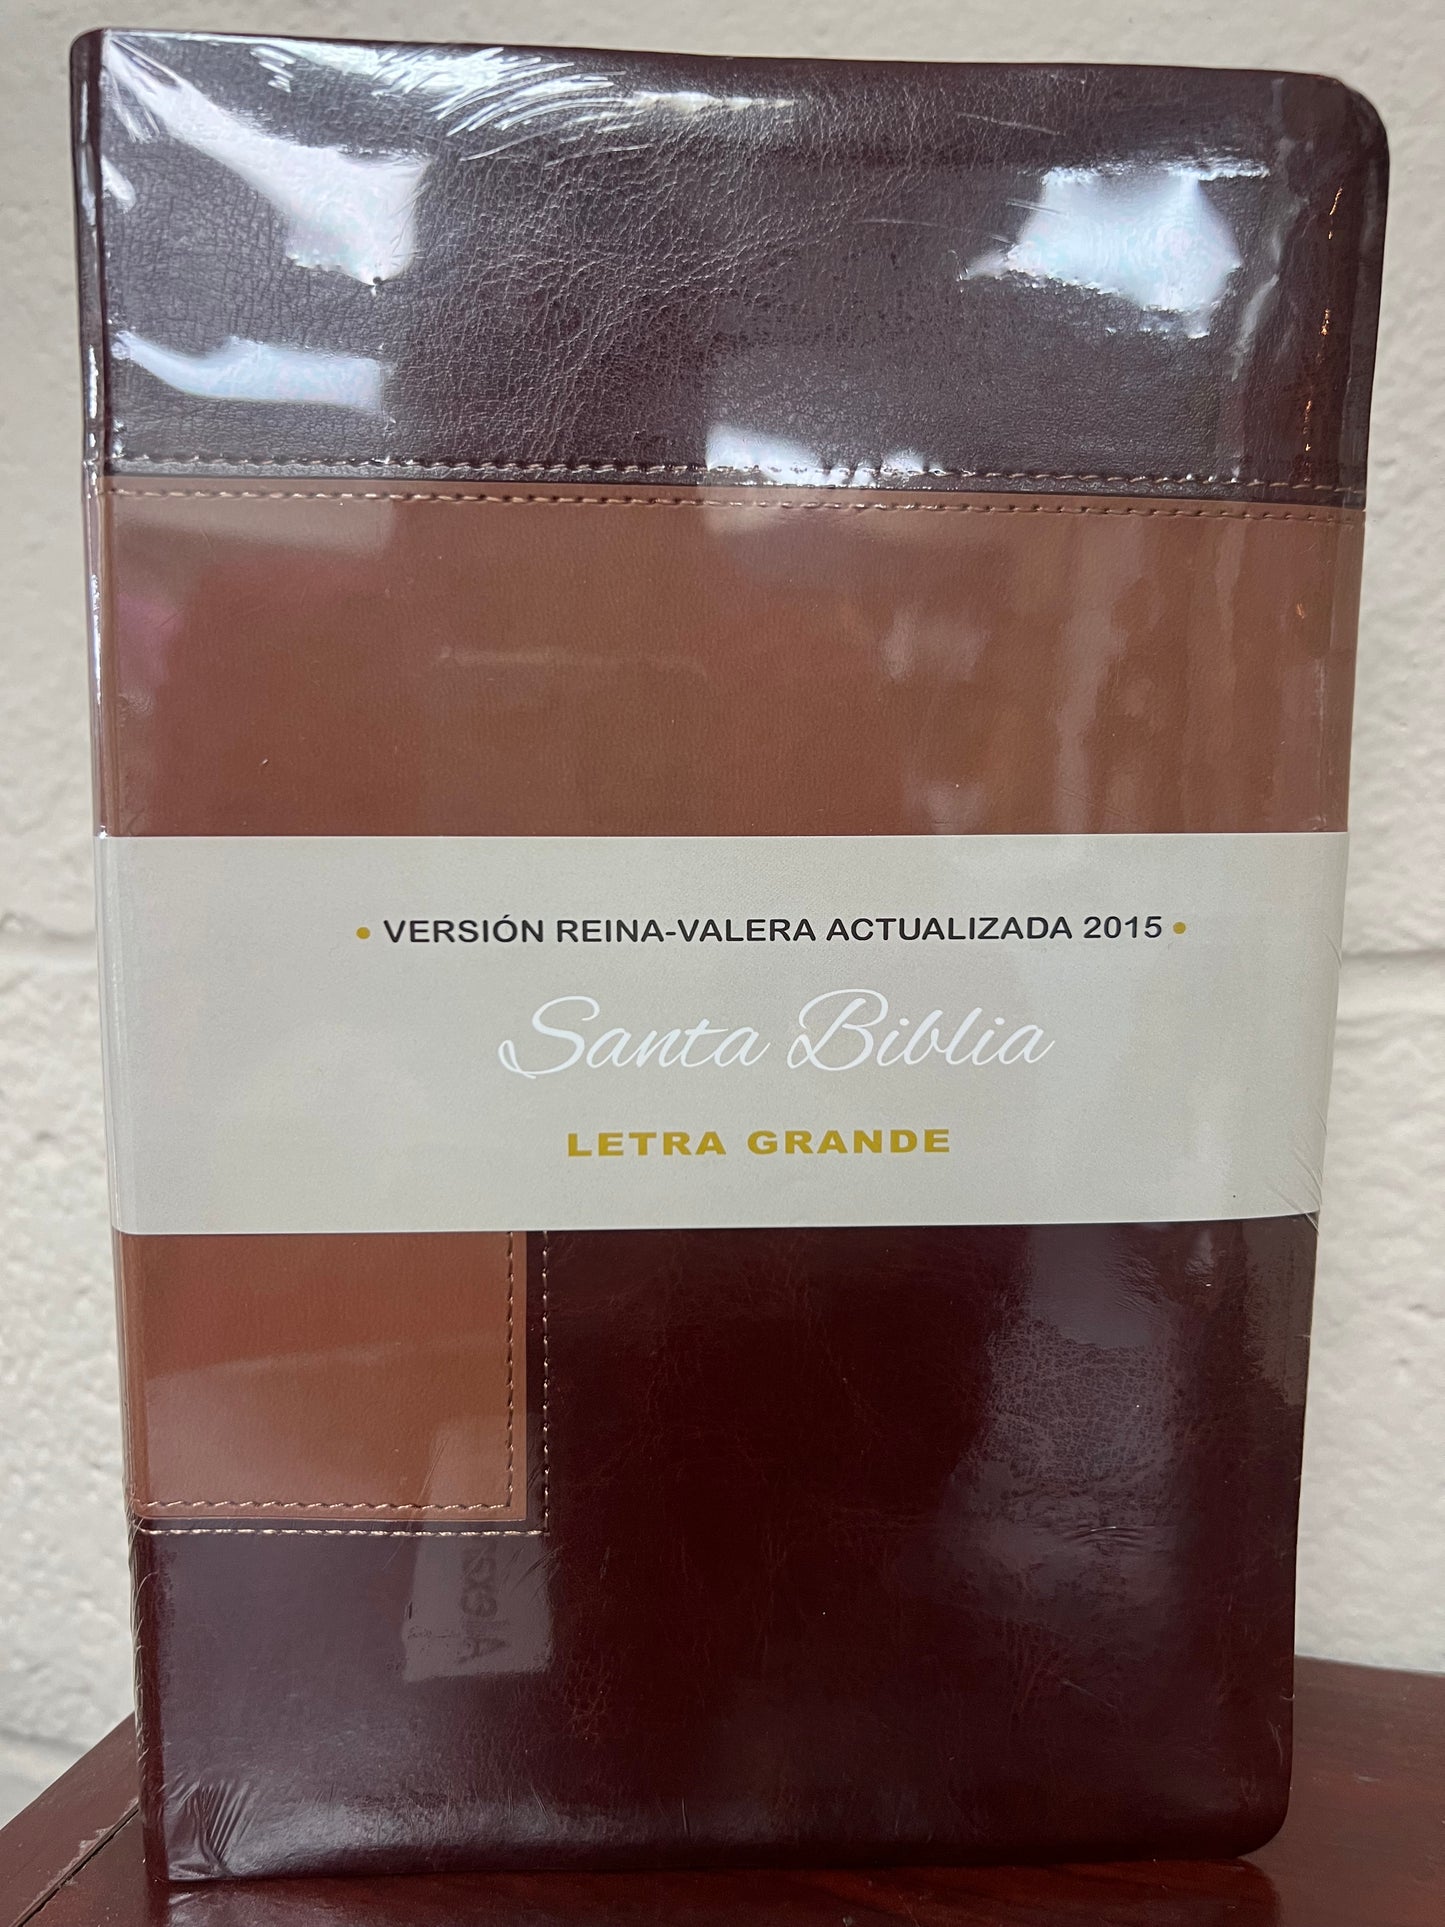 • VERSIÓN REINA-VALERA ACTUALIZADA 2015 •
Santa Biblia
LETRA GRANDE